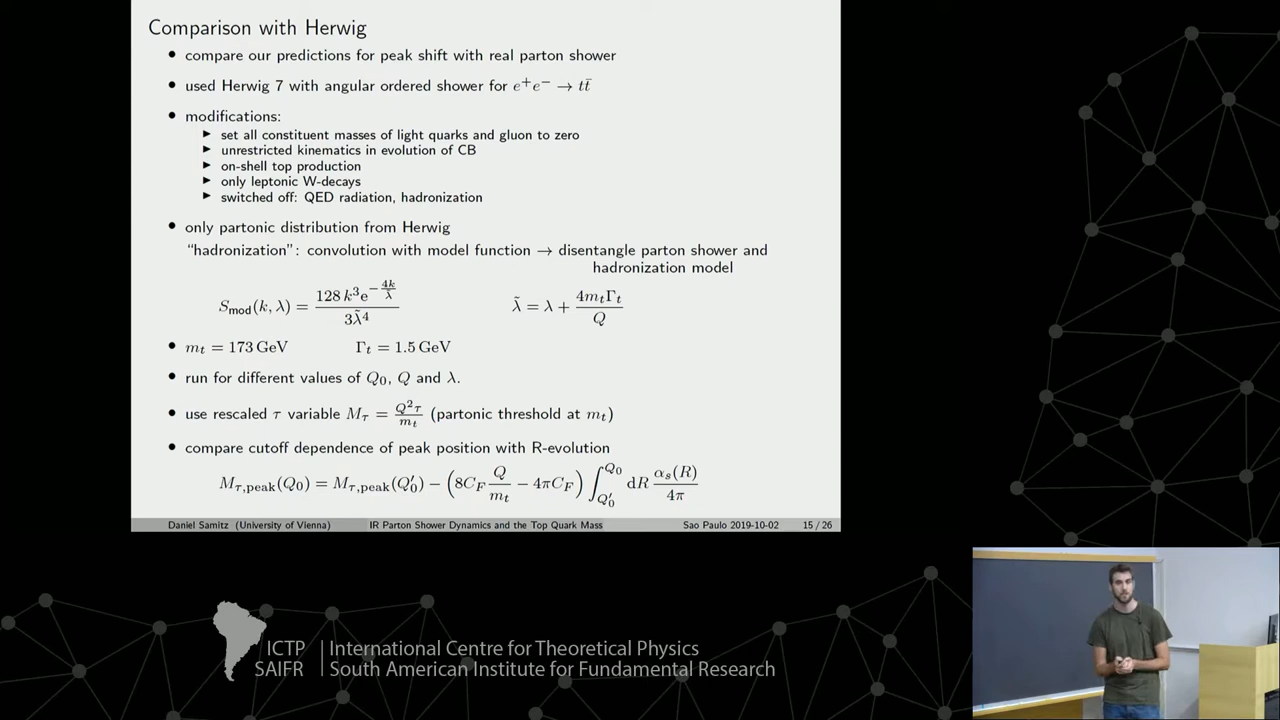 Comparison with Herwig
• compare our predictions for peak shift with real parton shower
• used Herwig 7 with angular ordered shower for e⁺e⁻ → tt̄
• modifications:
▶ set all constituent masses of light quarks and gluon to zero
▶ unrestricted kinematics in evolution of CB
▶ on-shell top production
▶ only leptonic W-decays
▶ switched off: QED radiation, hadronization
• only partonic distribution from Herwig
“hadronization”: convolution with model function → disentangle parton shower and
hadronization model
S_mod(k, λ) = 128 k³e^(−4k/λ̃) / 3λ̃⁴    λ̃ = λ + 4m_tΓ_t / Q
• m_t = 173 GeV    Γ_t = 1.5 GeV
• run for different values of Q₀, Q and λ.
• use rescaled τ variable M_τ = Q²τ / m_t (partonic threshold at m_t)
• compare cutoff dependence of peak position with R-evolution
M_τ,peak(Q₀) = M_τ,peak(Q₀′) − (8C_F Q/m_t − 4πC_F) ∫_{Q₀′}^{Q₀} dR α_s(R)/4π
Daniel Samitz (University of Vienna)    IR Parton Shower Dynamics and the Top Quark Mass    Sao Paulo 2019-10-02    15 / 26
ICTP | International Centre for Theoretical Physics
SAIFR | South American Institute for Fundamental Research